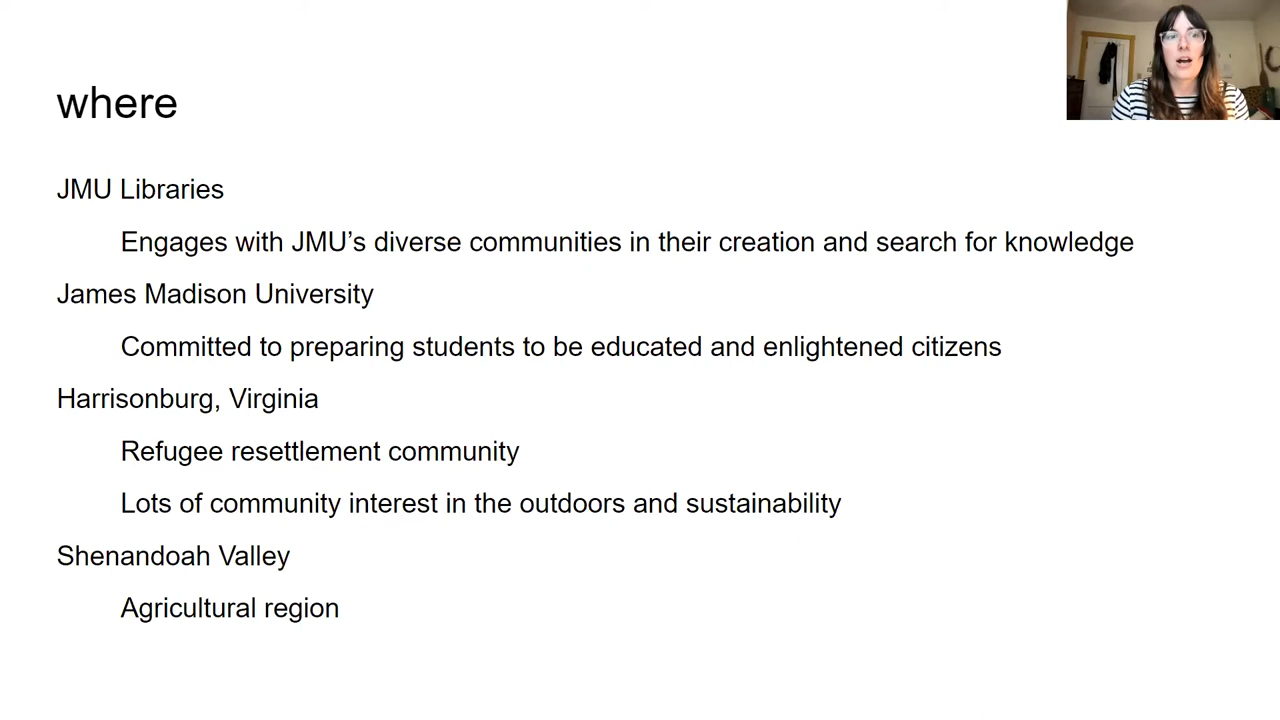 where
JMU Libraries
Engages with JMU’s diverse communities in their creation and search for knowledge
James Madison University
Committed to preparing students to be educated and enlightened citizens
Harrisonburg, Virginia
Refugee resettlement community
Lots of community interest in the outdoors and sustainability
Shenandoah Valley
Agricultural region